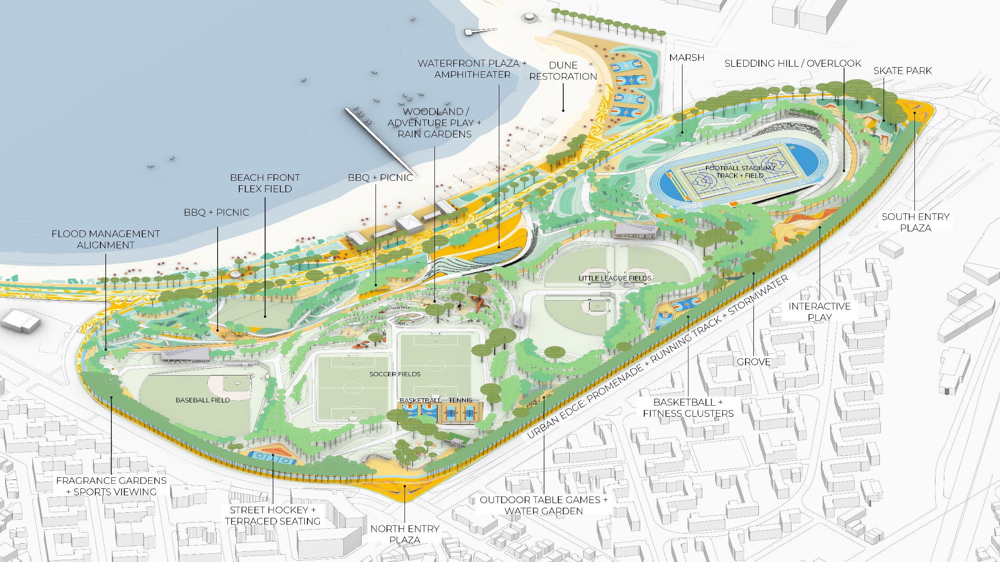 WATERFRONT PLAZA +
AMPHITHEATER
DUNE
RESTORATION
MARSH
SLEDDING HILL / OVERLOOK
SKATE PARK
WOODLAND /
ADVENTURE PLAY +
RAIN GARDENS
BEACH FRONT
FLEX FIELD
BBQ + PICNIC
BBQ + PICNIC
FLOOD MANAGEMENT
ALIGNMENT
FOOTBALL STADIUM /
TRACK + FIELD
SOUTH ENTRY
PLAZA
LITTLE LEAGUE FIELDS
INTERACTIVE
PLAY
URBAN EDGE: PROMENADE + RUNNING TRACK + STORMWATER
GROVE
SOCCER FIELDS
BASEBALL FIELD
BASKETBALL
TENNIS
BASKETBALL +
FITNESS CLUSTERS
FRAGRANCE GARDENS
+ SPORTS VIEWING
STREET HOCKEY +
TERRACED SEATING
OUTDOOR TABLE GAMES +
WATER GARDEN
NORTH ENTRY
PLAZA